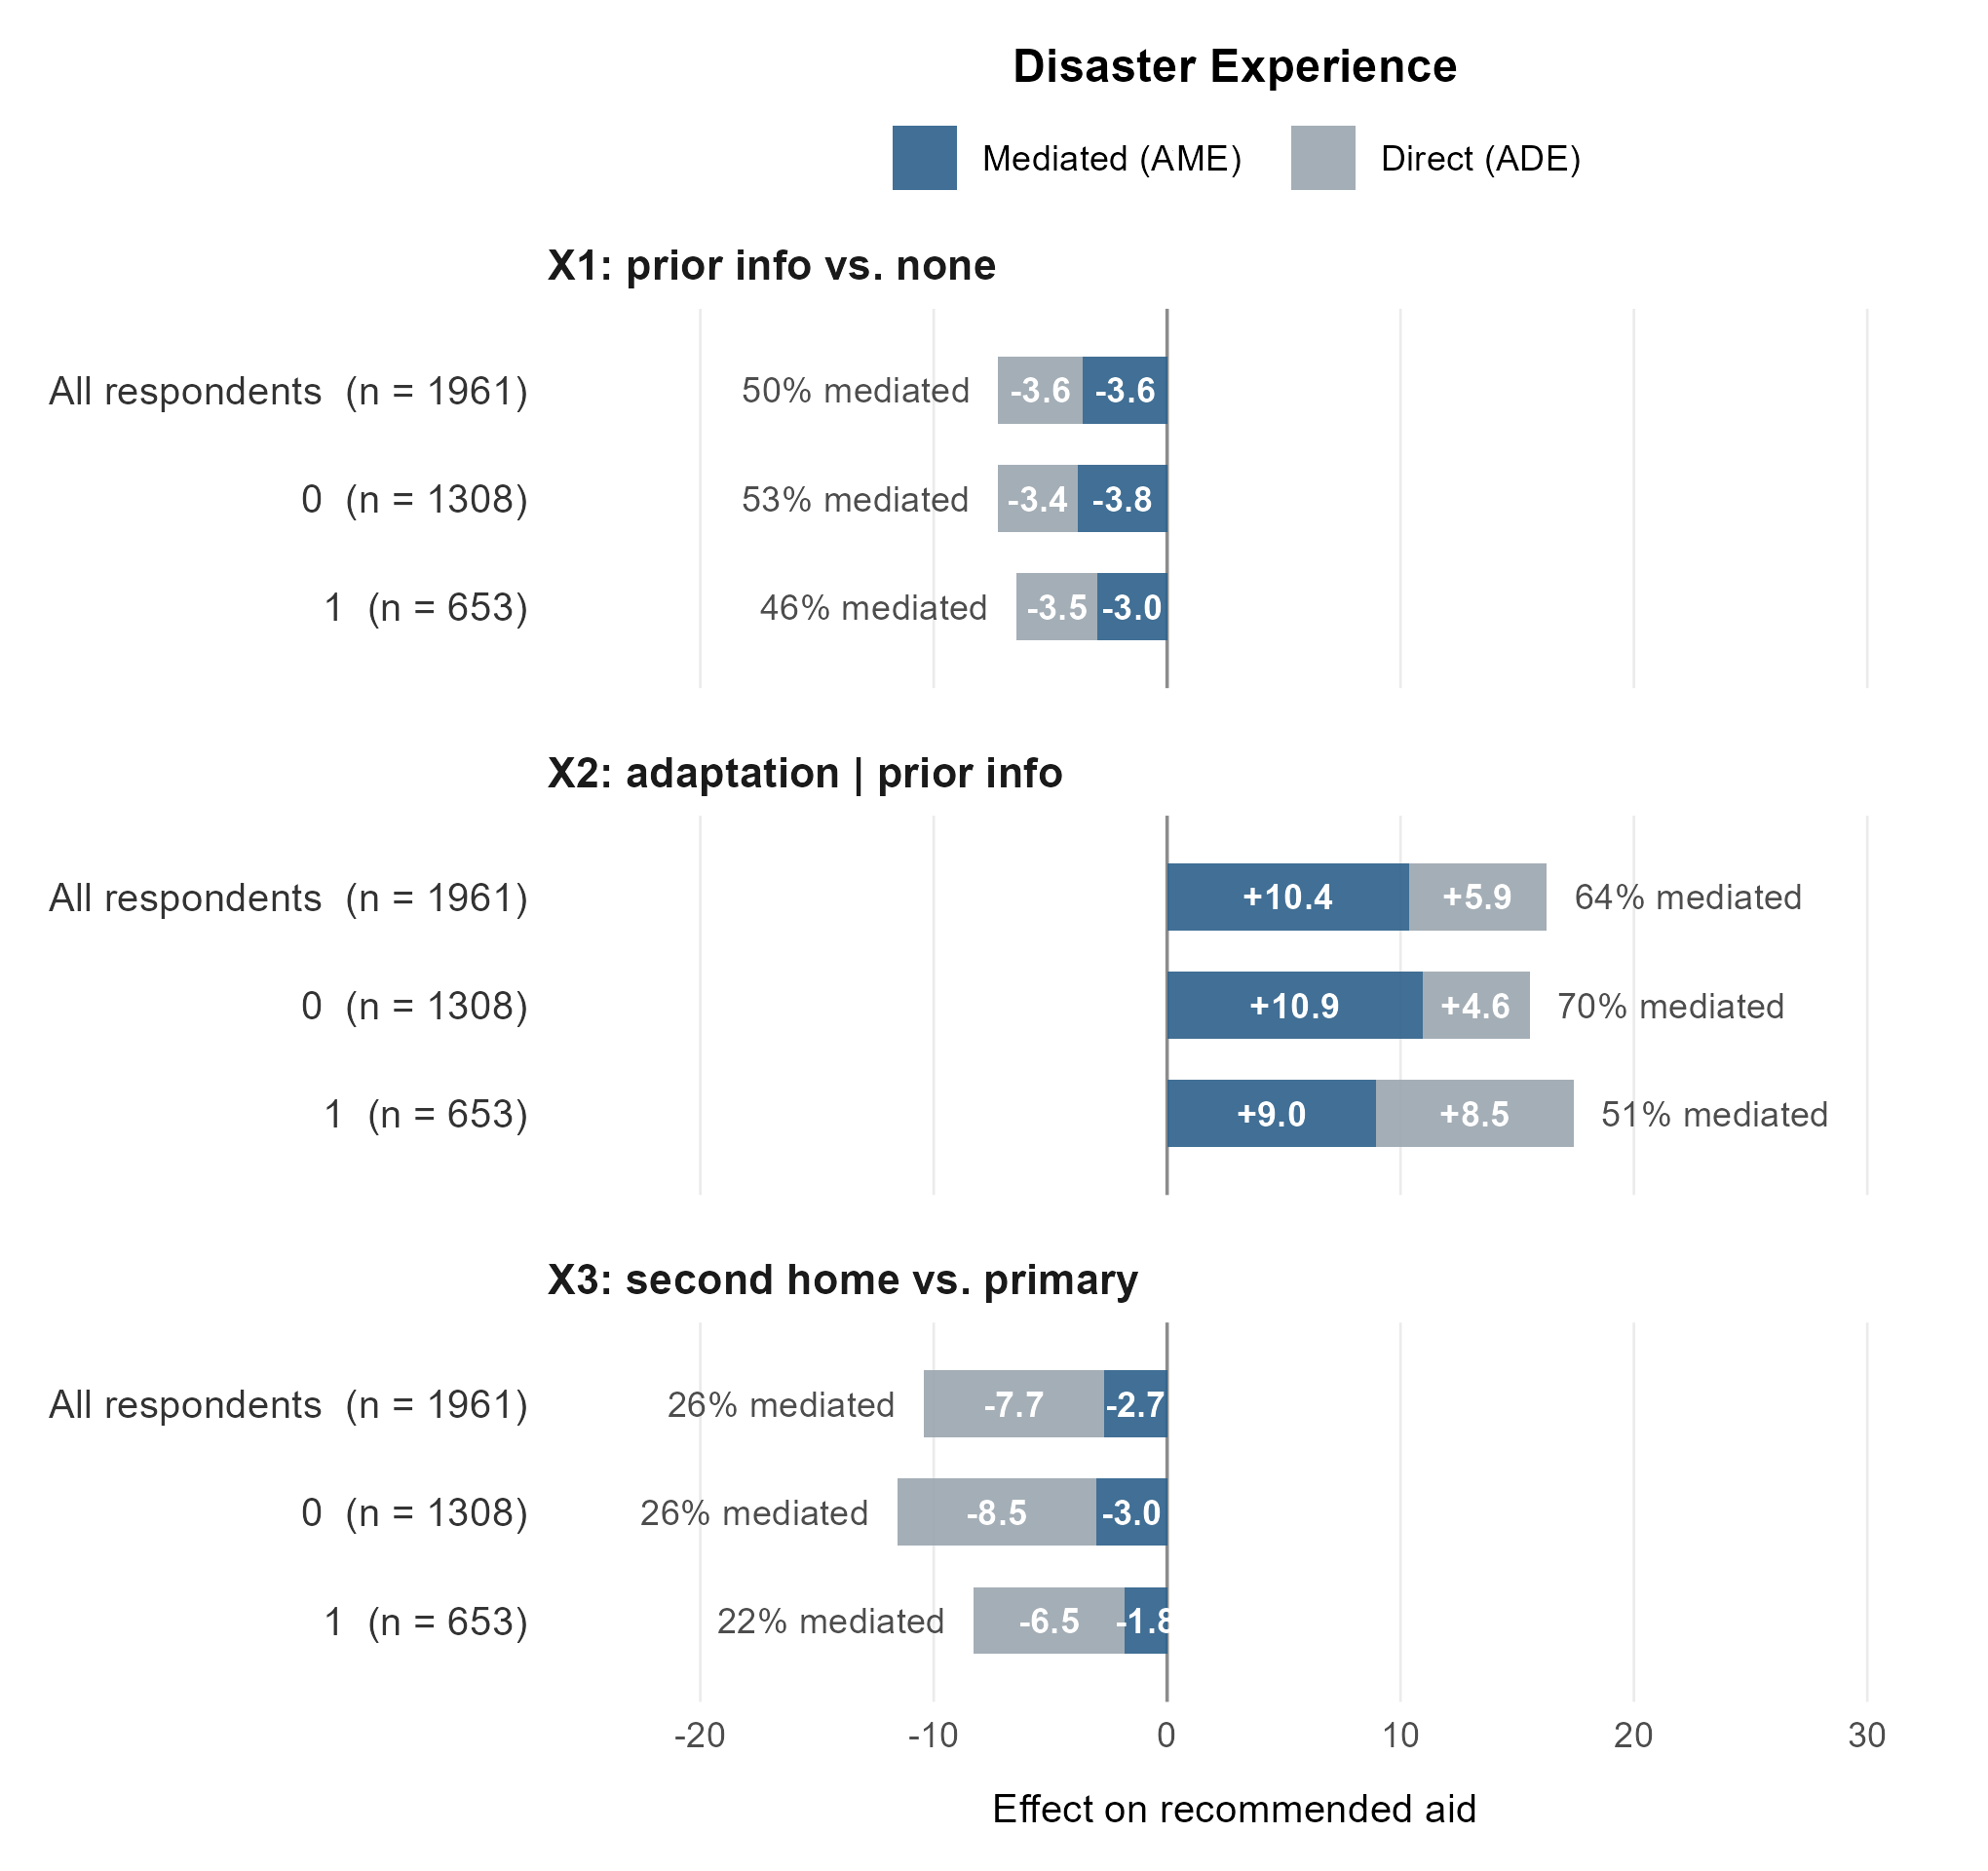 Disaster Experience
Mediated (AME) Direct (ADE)
X1: prior info vs. none
All respondents (n = 1961) 50% mediated -3.6 -3.6
0 (n = 1308) 53% mediated -3.4 -3.8
1 (n = 653) 46% mediated -3.5 -3.0
X2: adaptation | prior info
All respondents (n = 1961) +10.4 +5.9 64% mediated
0 (n = 1308) +10.9 +4.6 70% mediated
1 (n = 653) +9.0 +8.5 51% mediated
X3: second home vs. primary
All respondents (n = 1961) 26% mediated -7.7 -2.7
0 (n = 1308) 26% mediated -8.5 -3.0
1 (n = 653) 22% mediated -6.5 -1.8
-20 -10 0 10 20 30
Effect on recommended aid